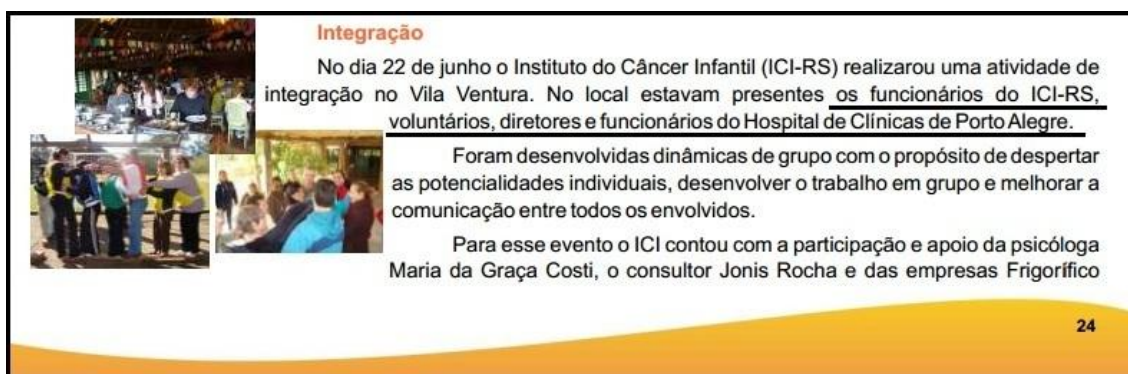 Integração
No dia 22 de junho o Instituto do Câncer Infantil (ICI-RS) realizarou uma atividade de
integração no Vila Ventura. No local estavam presentes os funcionários do ICI-RS,
voluntários, diretores e funcionários do Hospital de Clínicas de Porto Alegre.
Foram desenvolvidas dinâmicas de grupo com o propósito de despertar
as potencialidades individuais, desenvolver o trabalho em grupo e melhorar a
comunicação entre todos os envolvidos.
Para esse evento o ICI contou com a participação e apoio da psicóloga
Maria da Graça Costi, o consultor Jonis Rocha e das empresas Frigorífico
24